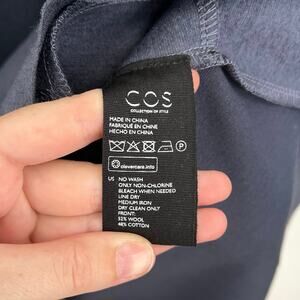 COS
COLLECTION OF STYLE
MADE IN CHINA
FABRIQUÉ EN CHINE
HECHO EN CHINA
P
clevercare.info
US NO WASH
ONLY NON-CHLORINE
BLEACH WHEN NEEDED
LINE DRY
MEDIUM IRON
DRY CLEAN ONLY
FRONT:
52% WOOL
48% COTTON